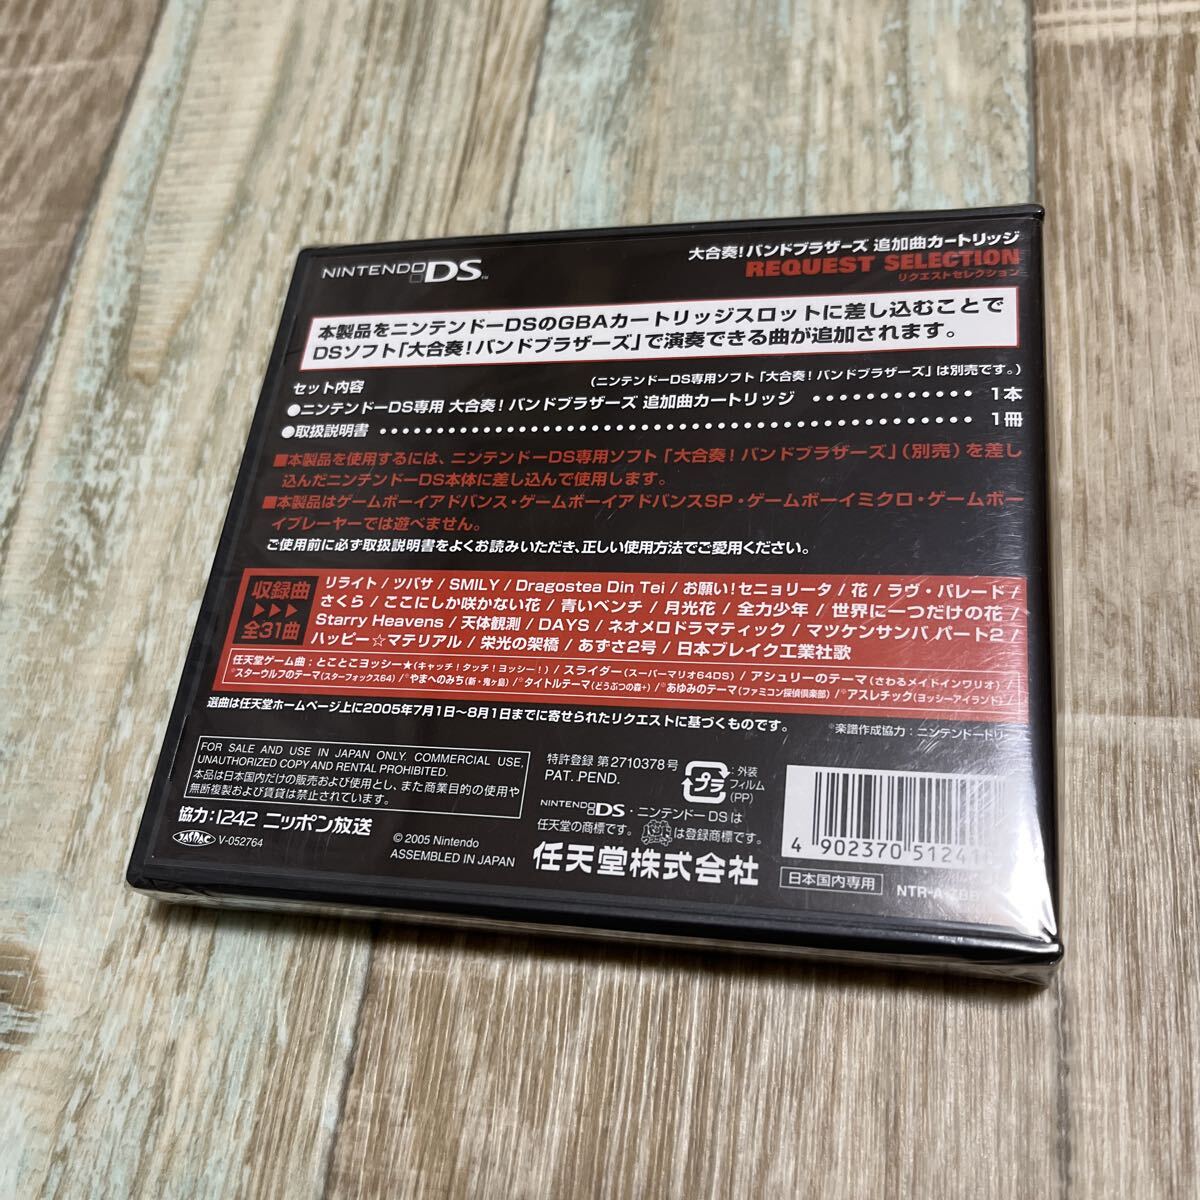 NINTENDO DS™
大合奏!バンドブラザーズ 追加曲カートリッジ
REQUEST SELECTION
リクエストセレクション
本製品をニンテンドーDSのGBAカートリッジスロットに差し込むことで
DSソフト「大合奏!バンドブラザーズ」で演奏できる曲が追加されます。
セット内容
(ニンテンドーDS専用ソフト「大合奏!バンドブラザーズ」は別売です。)
●ニンテンドーDS専用 大合奏!バンドブラザーズ 追加曲カートリッジ ・・・・・・・・・・・・ 1本
●取扱説明書 ・・・・・・・・・・・・・・・・・・・・・・・・・・・・・・・・・・・・・・・・・・ 1冊
■本製品を使用するには、ニンテンドーDS専用ソフト「大合奏!バンドブラザーズ」(別売)を差し
込んだニンテンドーDS本体に差し込んで使用します。
■本製品はゲームボーイアドバンス・ゲームボーイアドバンスSP・ゲームボーイミクロ・ゲームボー
イプレーヤーでは遊べません。
ご使用前に必ず取扱説明書をよくお読みいただき、正しい使用方法でご愛用ください。
収録曲
▶▶▶
全31曲
リライト / ツバサ / SMILY / Dragostea Din Tei / お願い!セニョリータ / 花 / ラヴ・パレード /
さくら / ここにしか咲かない花 / 青いベンチ / 月光花 / 全力少年 / 世界に一つだけの花 /
Starry Heavens / 天体観測 / DAYS / ネオメロドラマティック / マツケンサンバ パート2 /
ハッピー☆マテリアル / 栄光の架橋 / あずさ2号 / 日本ブレイク工業社歌
任天堂ゲーム曲:とことこヨッシー★(キャッチ!タッチ!ヨッシー!) / スライダー(スーパーマリオ64DS) / アシュリーのテーマ(さわるメイドインワリオ) /
*スターウルフのテーマ(スターフォックス64) / *やまへのみち(新・鬼ヶ島) / *タイトルテーマ(どうぶつの森+) / *あゆみのテーマ(ファミコン探偵倶楽部) / *アスレチック(ヨッシーアイランド)
選曲は任天堂ホームページ上に2005年7月1日〜8月1日までに寄せられたリクエストに基づくものです。
*楽譜作成協力:ニンテンドードリーム
FOR SALE AND USE IN JAPAN ONLY. COMMERCIAL USE,
UNAUTHORIZED COPY AND RENTAL PROHIBITED.
本品は日本国内だけの販売および使用とし、また商業目的の使用や
無断複製および賃貸は禁止されています。
協力:1242 ニッポン放送
JASRAC V-052764
© 2005 Nintendo
ASSEMBLED IN JAPAN
特許登録 第2710378号
PAT. PEND.
プラ
:外装
フィルム
(PP)
NINTENDO DS・ニンテンドーDSは
任天堂の商標です。 は登録商標です。
任天堂株式会社
4 902370 51241
日本国内専用
NTR-A-ZBB